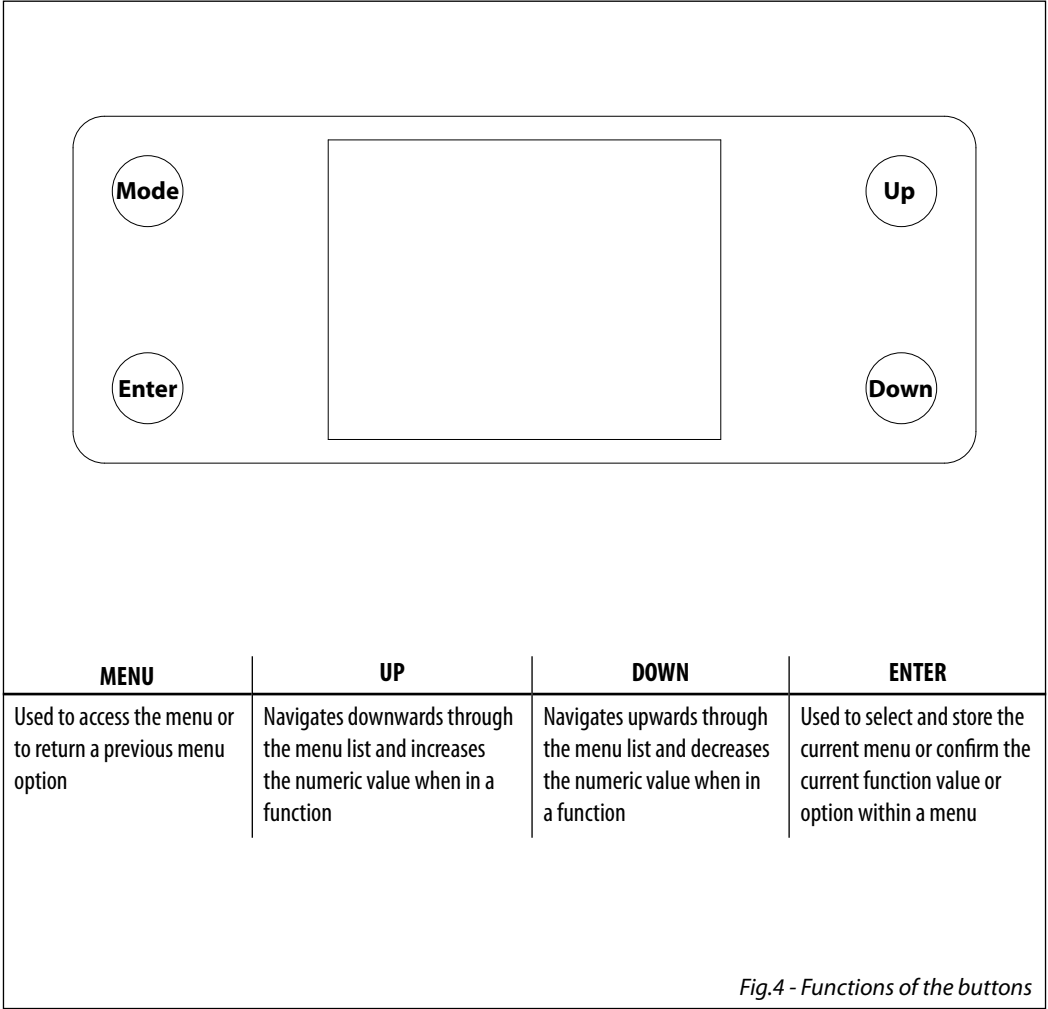 Mode
Up
Enter
Down
MENU
UP
DOWN
ENTER
Used to access the menu or
to return a previous menu
option
Navigates downwards through
the menu list and increases
the numeric value when in a
function
Navigates upwards through
the menu list and decreases
the numeric value when in
a function
Used to select and store the
current menu or confirm the
current function value or
option within a menu
Fig.4 - Functions of the buttons